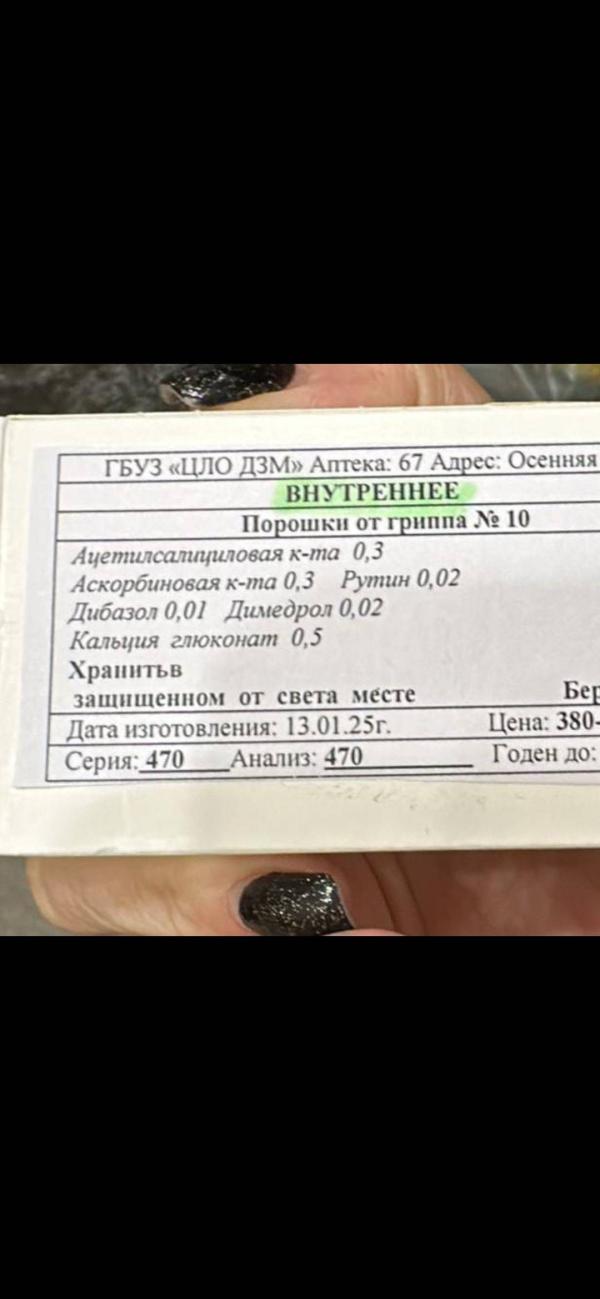 ГБУЗ «ЦЛО ДЗМ» Аптека: 67 Адрес: Осенняя
ВНУТРЕННЕЕ
Порошки от гриппа № 10
Ацетилсалициловая к-та 0,3
Аскорбиновая к-та 0,3 Рутин 0,02
Дибазол 0,01 Димедрол 0,02
Кальция глюконат 0,5
Хранитьв
защищенном от света месте Бер
Дата изготовления: 13.01.25г. Цена: 380-
Серия: 470 Анализ: 470 Годен до: